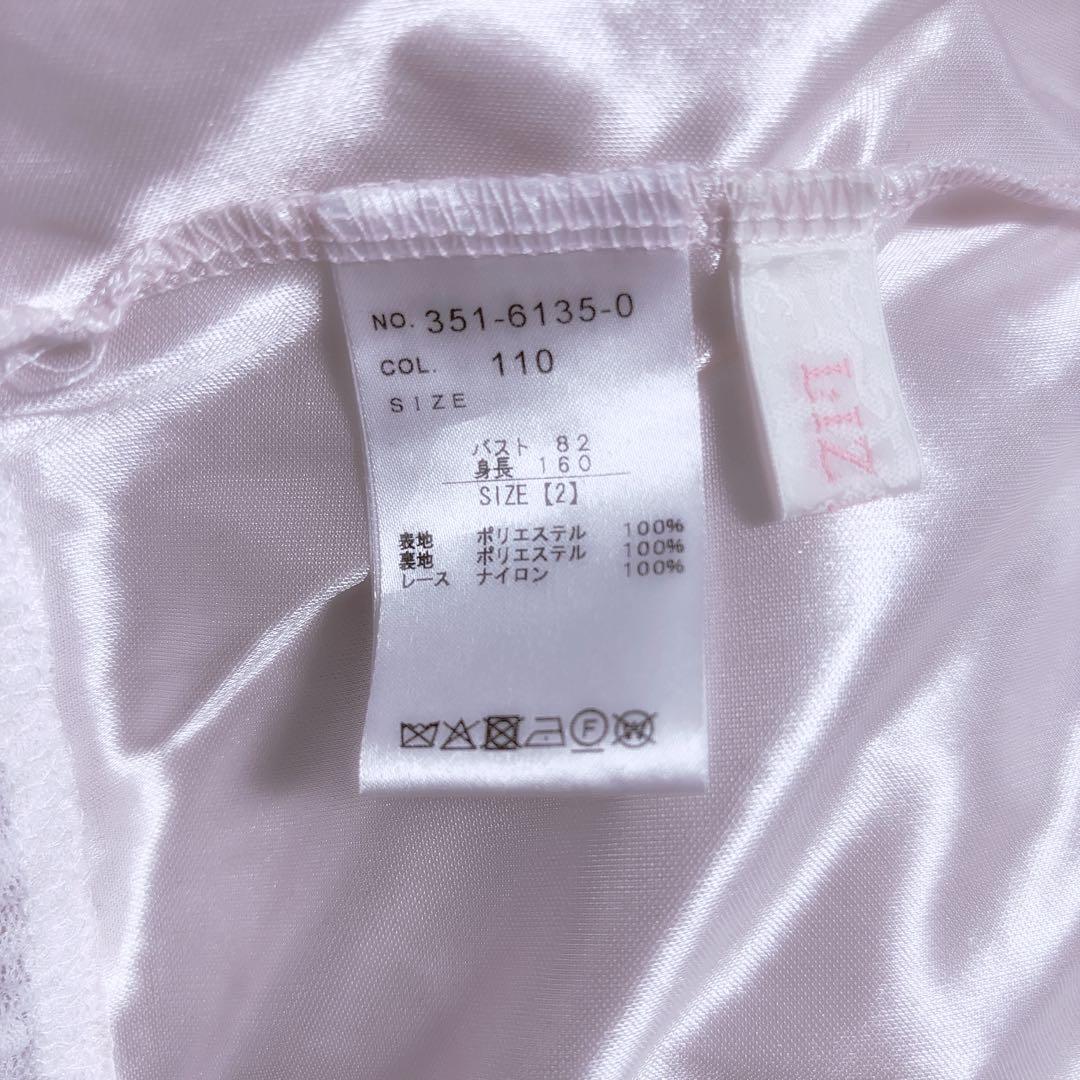 NO. 351-6135-0
COL. 110
SIZE
バスト 82
身長 160
SIZE【2】
表地 ポリエステル 100%
裏地 ポリエステル 100%
レース ナイロン 100%
F
W
LIZ